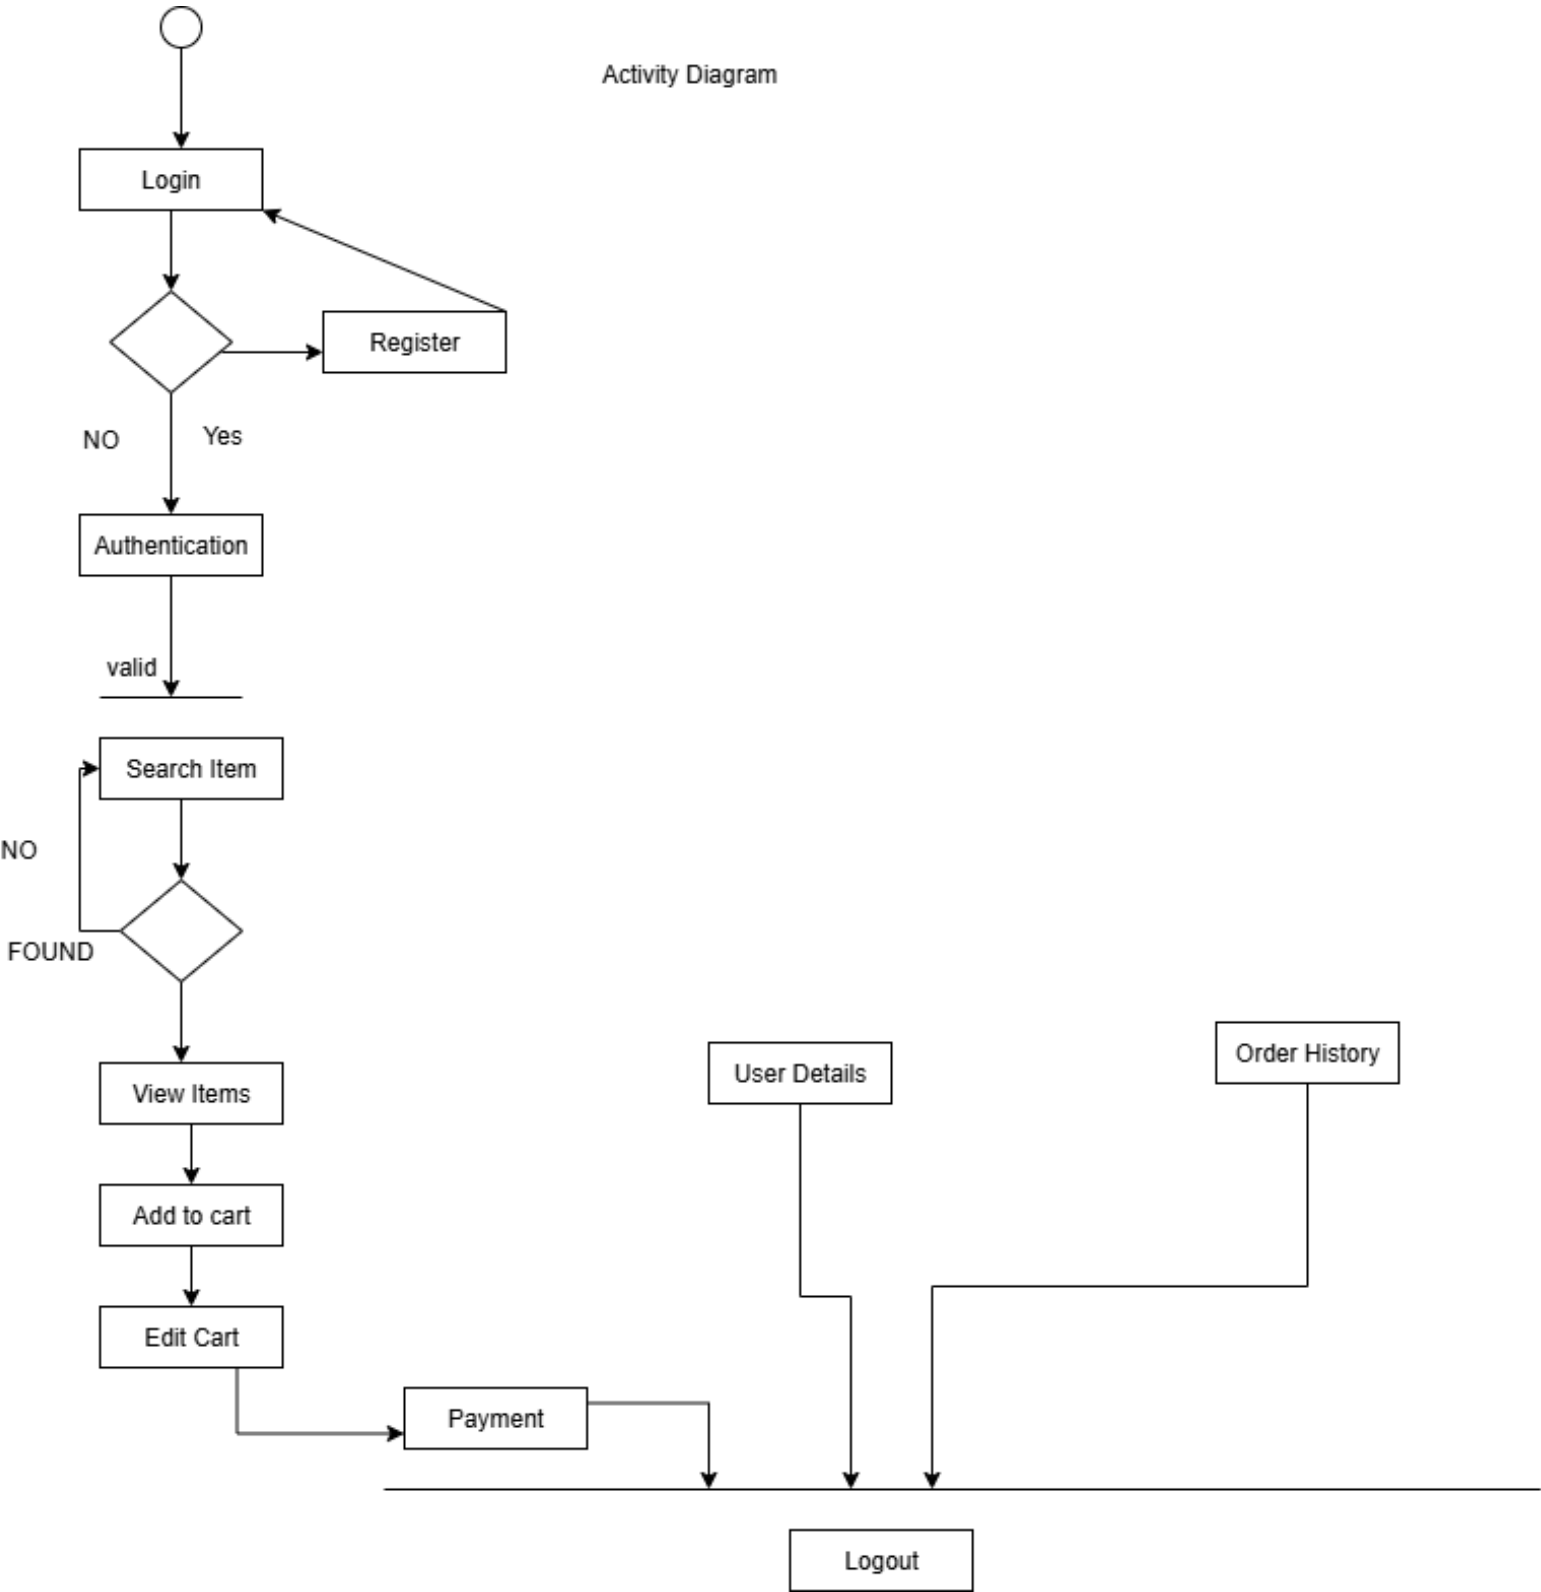 Activity Diagram
Login
Register
NO
Yes
Authentication
valid
Search Item
NO
FOUND
View Items
User Details
Order History
Add to cart
Edit Cart
Payment
Logout